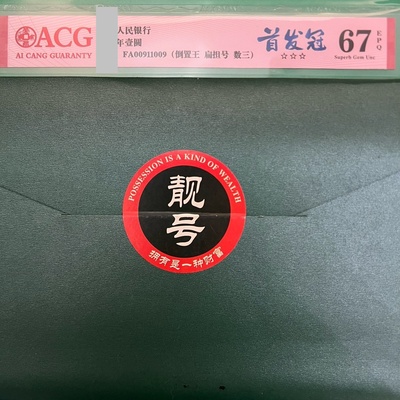 ACG
AI CANG GUARANTY
人民银行
年壹圓
FA00911009（倒置王 扁担号 数三）
首发冠
☆☆☆
67
EPQ
Superb Gem Unc
POSSESSION IS A KIND OF WEALTH
靓号
拥有是一种财富